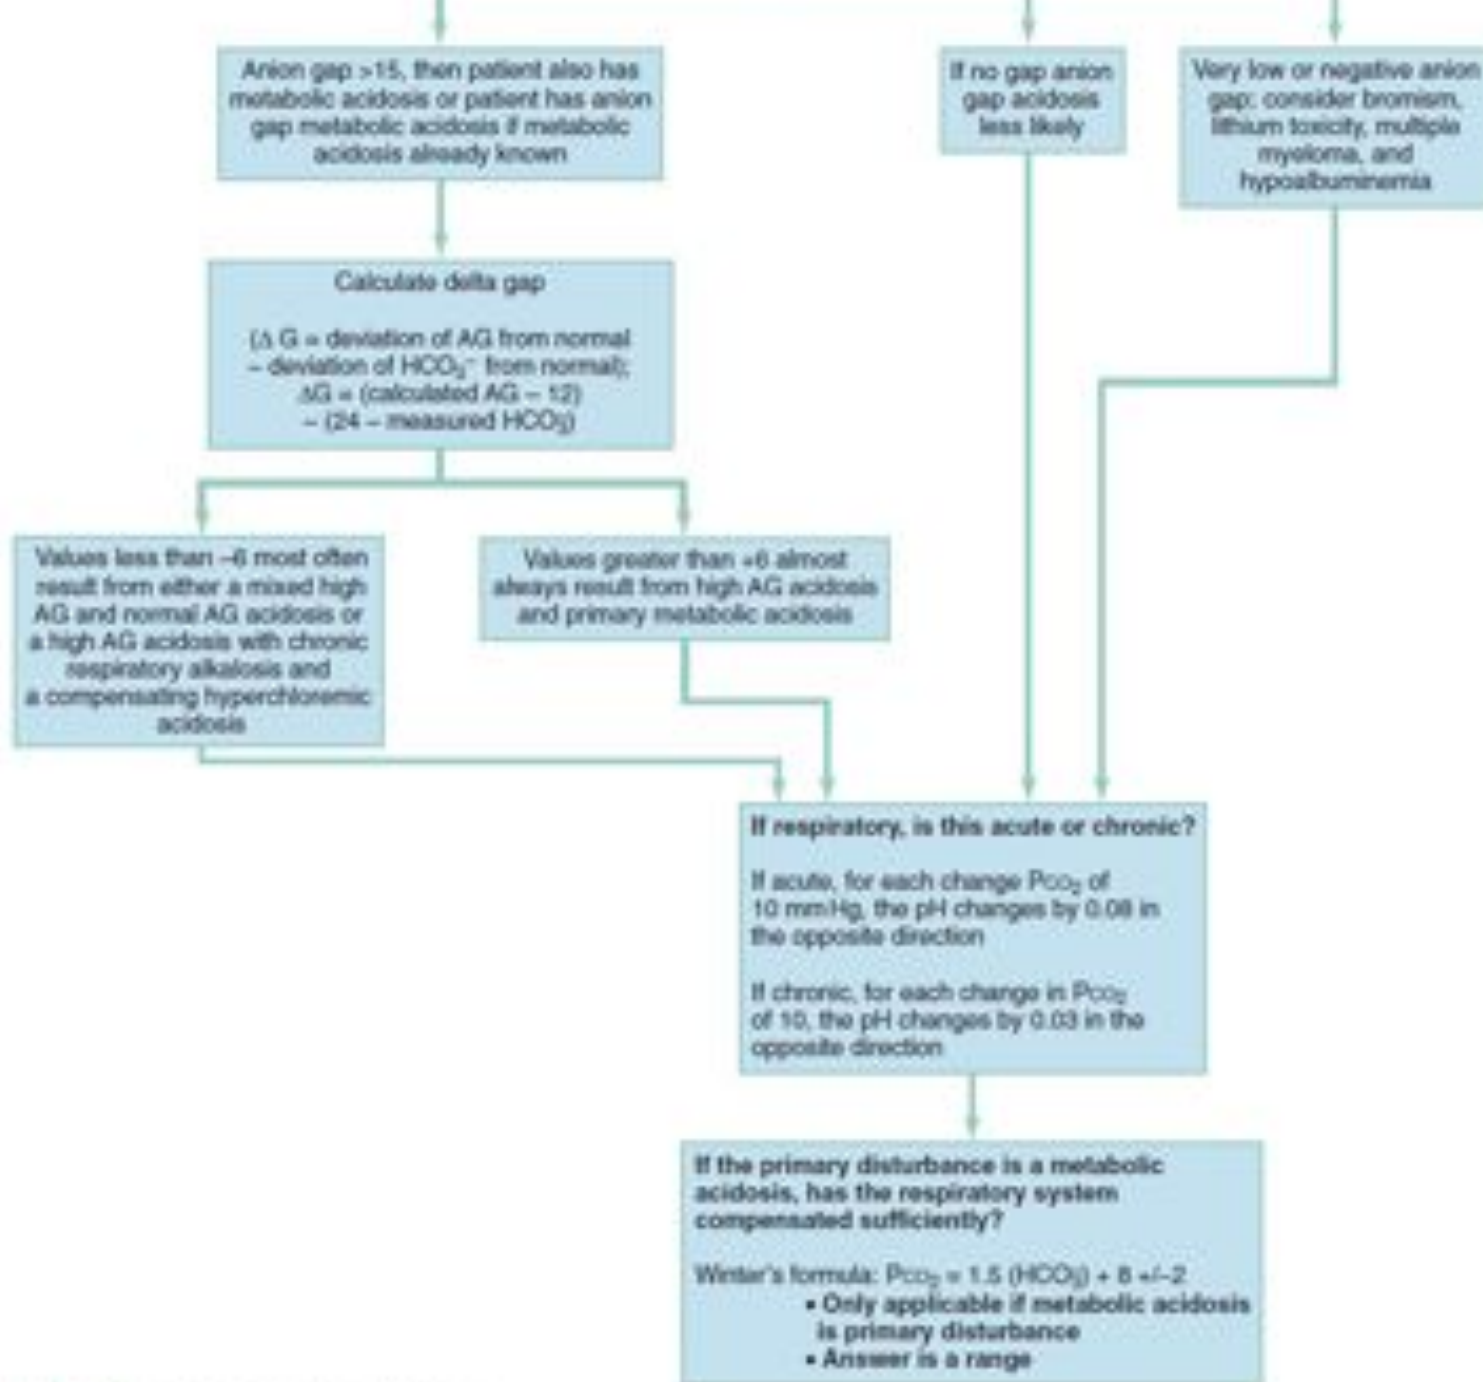 Anion gap >15, then patient also has
metabolic acidosis or patient has anion
gap metabolic acidosis if metabolic
acidosis already known
If no gap anion
gap acidosis
less likely
Very low or negative anion
gap: consider bromism,
lithium toxicity, multiple
myeloma, and
hypoalbuminemia
Calculate delta gap
(Δ G = deviation of AG from normal
– deviation of HCO₃⁻ from normal);
ΔG = (calculated AG – 12)
– (24 – measured HCO₃⁻)
Values less than –6 most often
result from either a mixed high
AG and normal AG acidosis or
a high AG acidosis with chronic
respiratory alkalosis and
a compensating hyperchloremic
acidosis
Values greater than +6 almost
always result from high AG acidosis
and primary metabolic acidosis
If respiratory, is this acute or chronic?
If acute, for each change PCO₂ of
10 mm Hg, the pH changes by 0.08 in
the opposite direction
If chronic, for each change in PCO₂
of 10, the pH changes by 0.03 in the
opposite direction
If the primary disturbance is a metabolic
acidosis, has the respiratory system
compensated sufficiently?
Winter's formula: PCO₂ = 1.5 (HCO₃⁻) + 8 +/–2
• Only applicable if metabolic acidosis
is primary disturbance
• Answer is a range